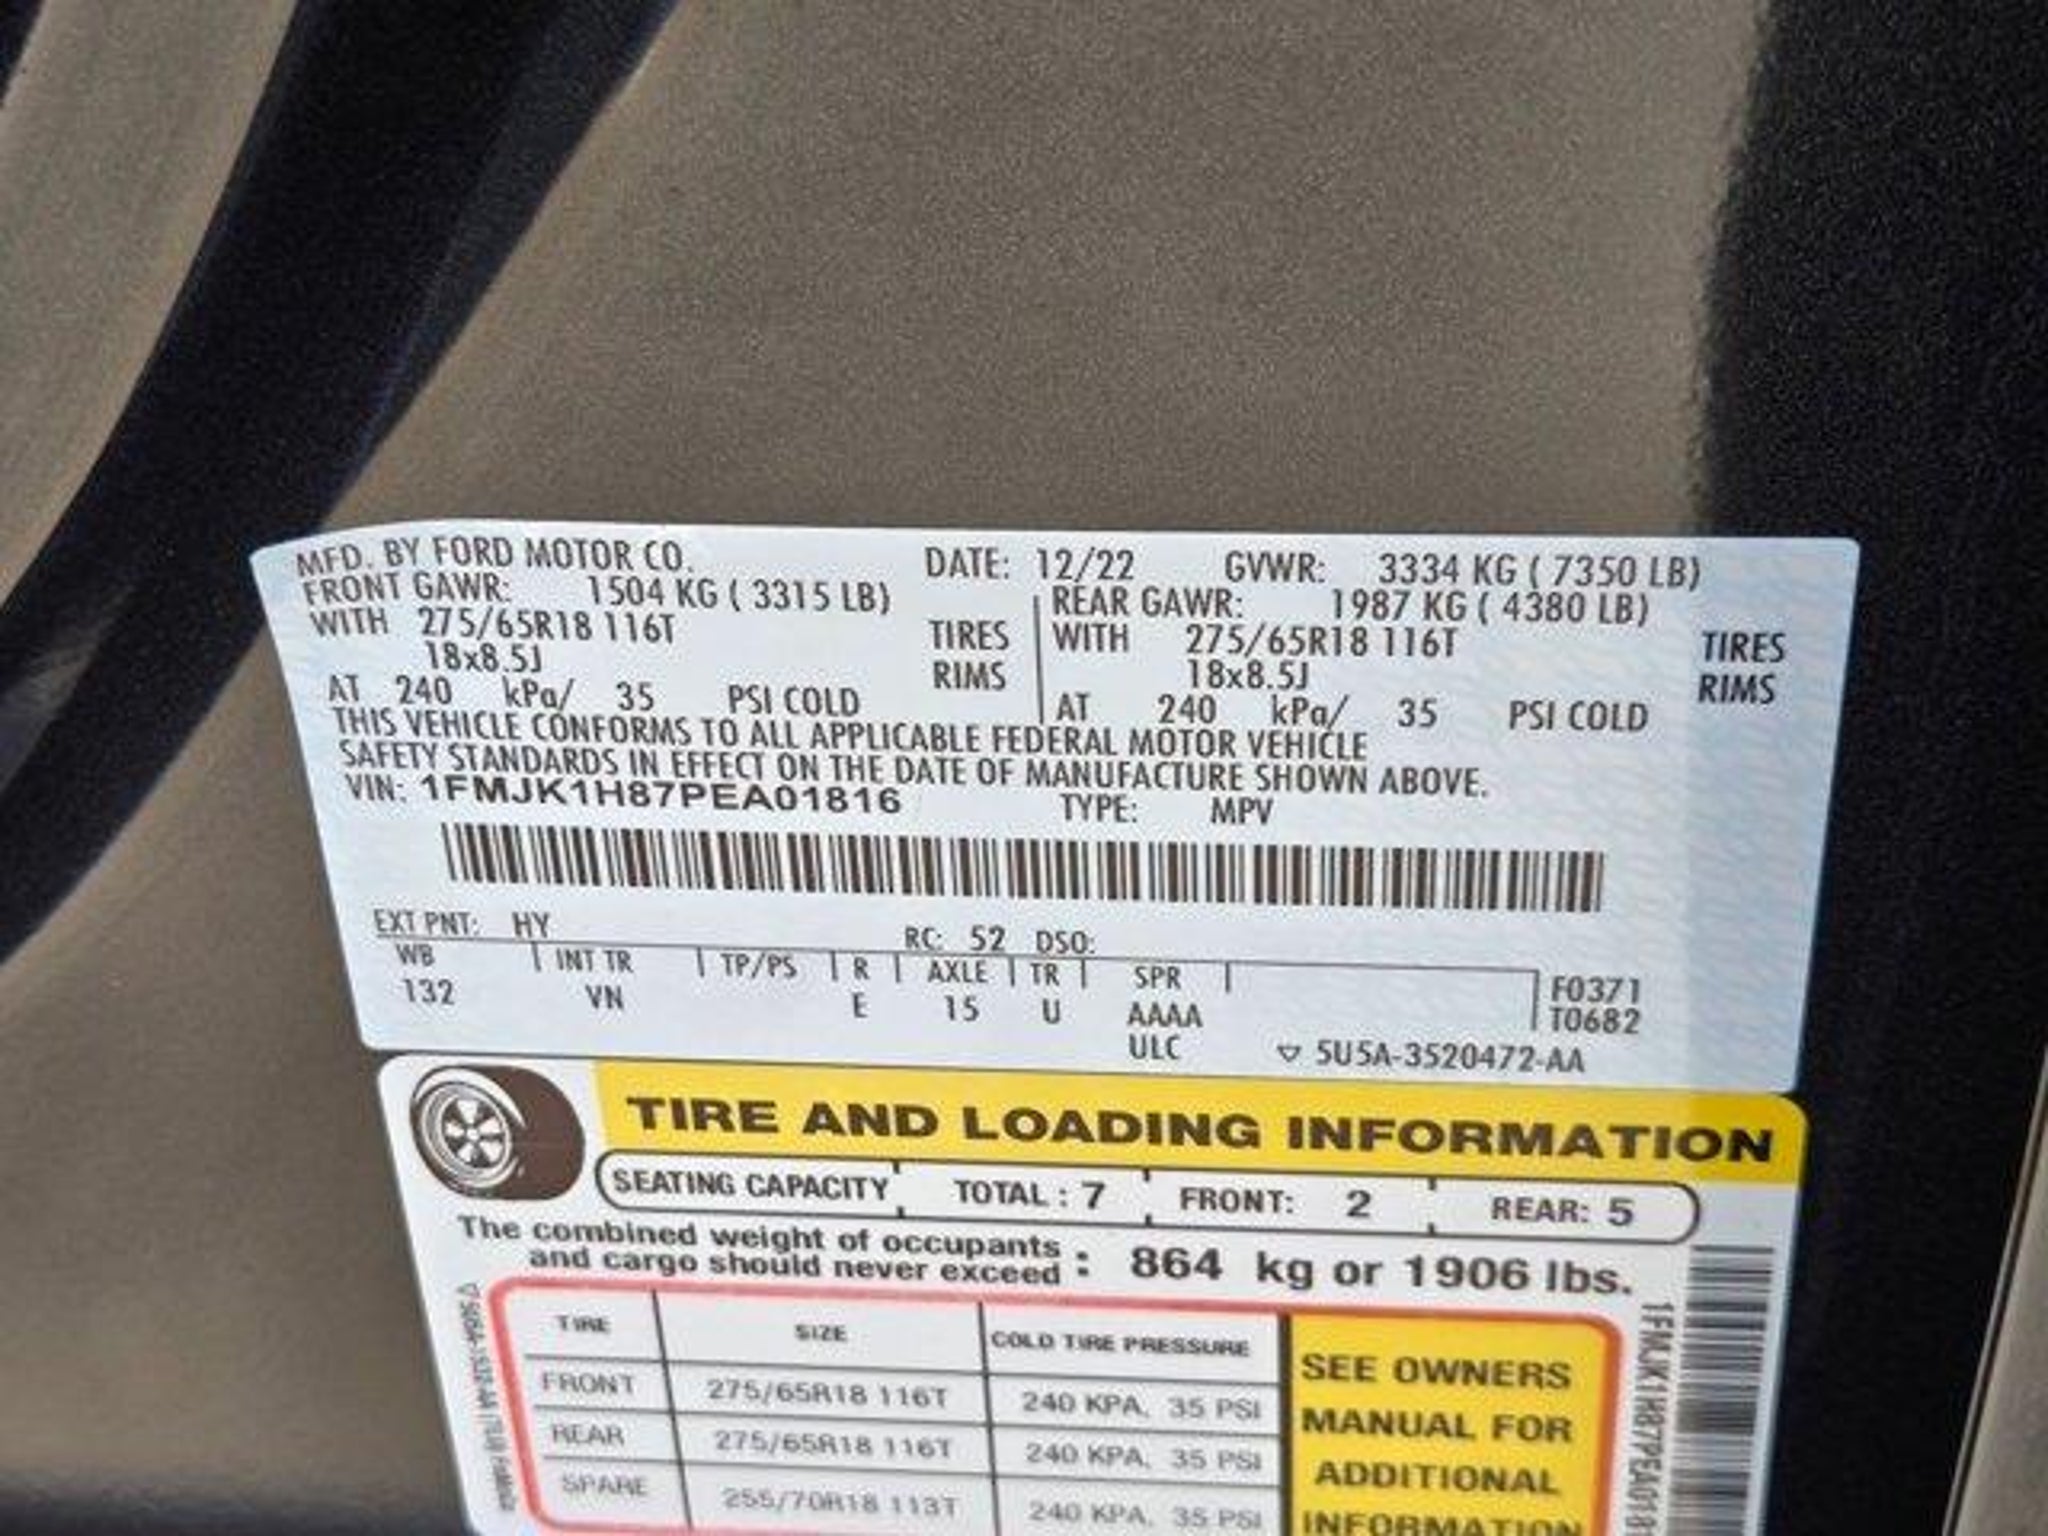 MFD. BY FORD MOTOR CO. DATE: 12/22 GVWR: 3334 KG ( 7350 LB)
FRONT GAWR: 1504 KG ( 3315 LB) REAR GAWR: 1987 KG ( 4380 LB)
WITH 275/65R18 116T TIRES WITH 275/65R18 116T TIRES
18x8.5J RIMS 18x8.5J RIMS
AT 240 kPa/ 35 PSI COLD AT 240 kPa/ 35 PSI COLD
THIS VEHICLE CONFORMS TO ALL APPLICABLE FEDERAL MOTOR VEHICLE
SAFETY STANDARDS IN EFFECT ON THE DATE OF MANUFACTURE SHOWN ABOVE.
VIN: 1FMJK1H87PEA01816 TYPE: MPV
EXT PNT: HY RC: 52 DSO:
WB INT TR TP/PS R AXLE TR SPR F0371
132 VN E 15 U AAAA T0682
ULC ▽ 5U5A-3520472-AA
TIRE AND LOADING INFORMATION
SEATING CAPACITY TOTAL : 7 FRONT: 2 REAR: 5
The combined weight of occupants
and cargo should never exceed : 864 kg or 1906 lbs.
TIRE SIZE COLD TIRE PRESSURE
FRONT 275/65R18 116T 240 KPA, 35 PSI
REAR 275/65R18 116T 240 KPA, 35 PSI
SPARE 255/70R18 113T 240 KPA, 35 PSI
SEE OWNERS
MANUAL FOR
ADDITIONAL
INFORMATION
1FMJK1H87PEA0181